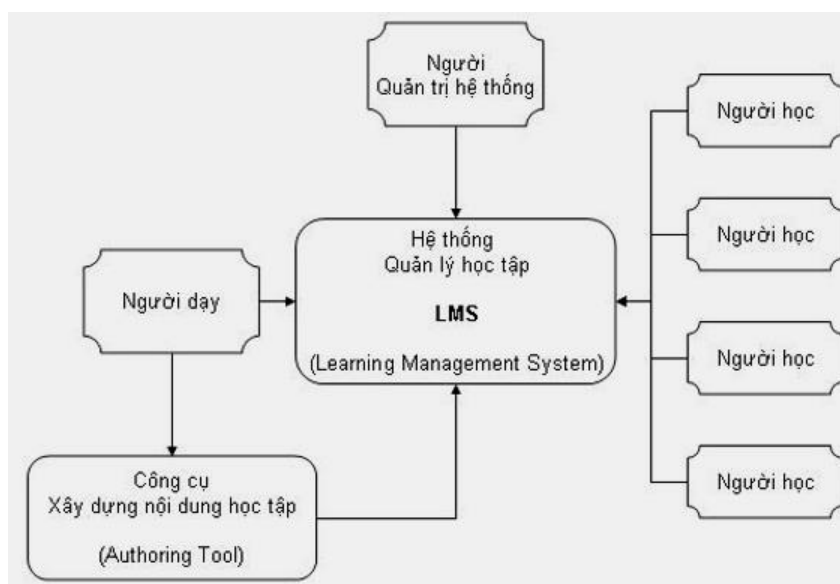 Người
Quản trị hệ thống
Người học
Người học
Hệ thống
Quản lý học tập
LMS
(Learning Management System)
Người dạy
Người học
Người học
Công cụ
Xây dựng nội dung học tập
(Authoring Tool)